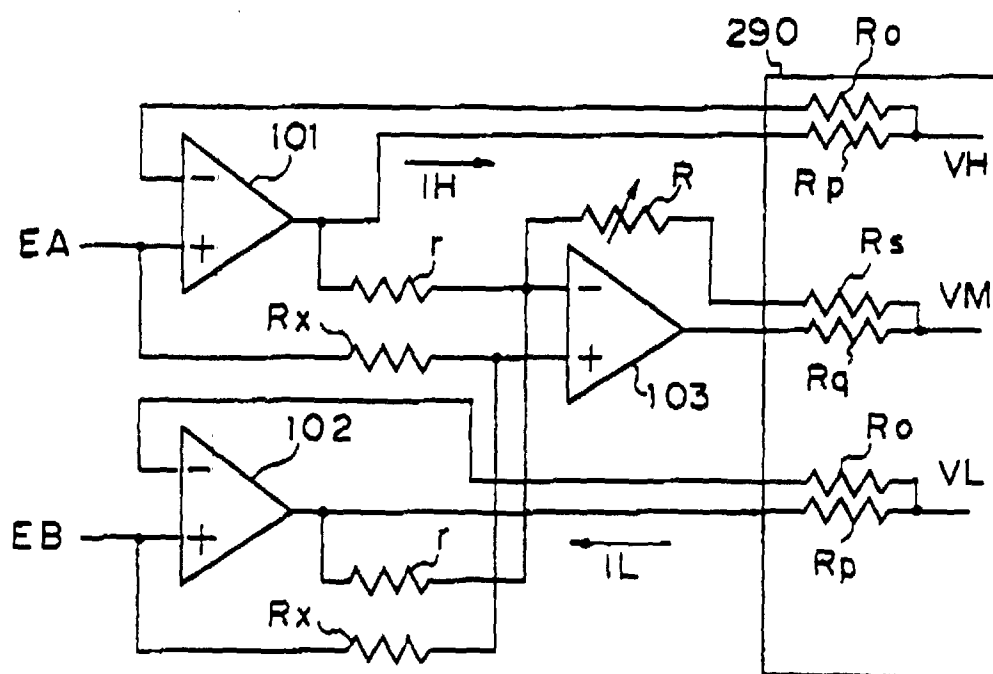 290
Ro
101
IH
Rp
VH
R
EA
r
Rs
VM
Rx
Rq
103
102
Ro
VL
EB
r
IL
Rp
Rx
- + - + - +